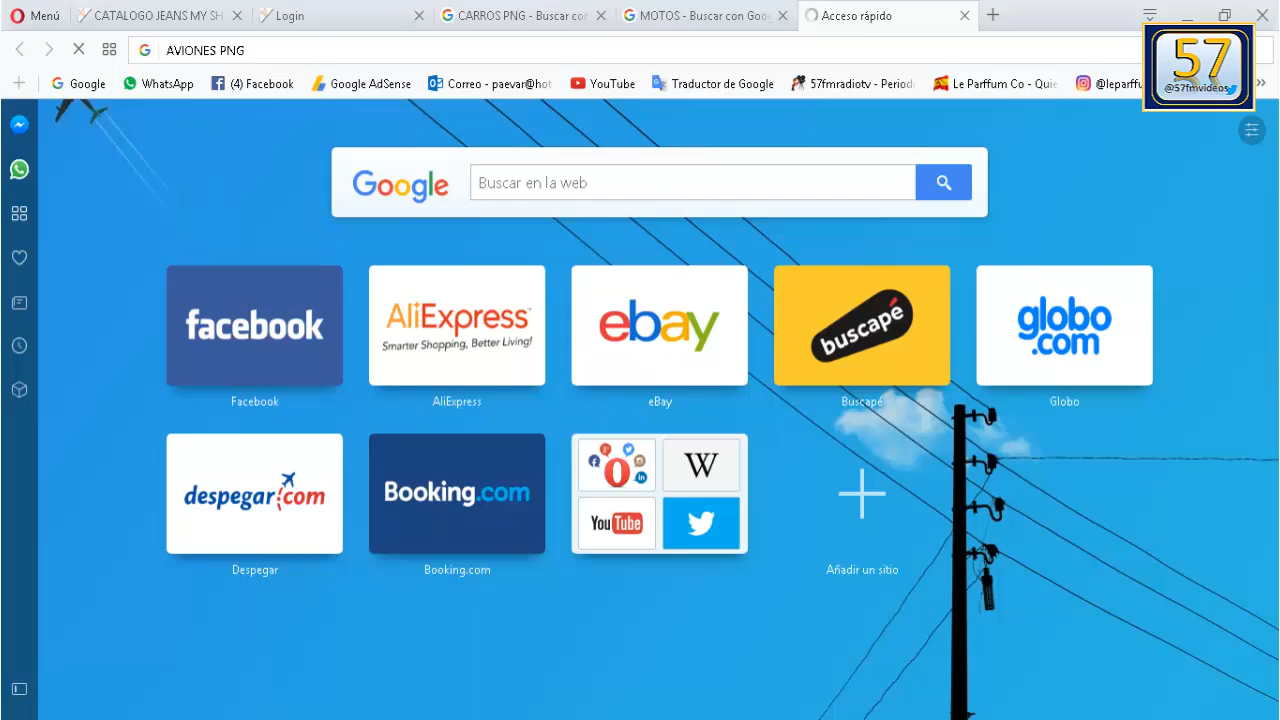 Menú
CATALOGO JEANS MY SH
Login
CARROS PNG - Buscar con
MOTOS - Buscar con Goog
Acceso rápido
AVIONES PNG
Google
WhatsApp
(4) Facebook
Google AdSense
Correo - paevar@hot
YouTube
Traductor de Google
57fmradiotv - Period
Le Parffum Co - Quie
@leparffu
57
@57fmvideos
Google
Buscar en la web
facebook
AliExpress
Smarter Shopping, Better Living!
ebay
buscapé
globo
.com
Facebook
AliExpress
eBay
Buscapé
Globo
despegar.com
Booking.com
W
YouTube
Despegar
Booking.com
Añadir un sitio